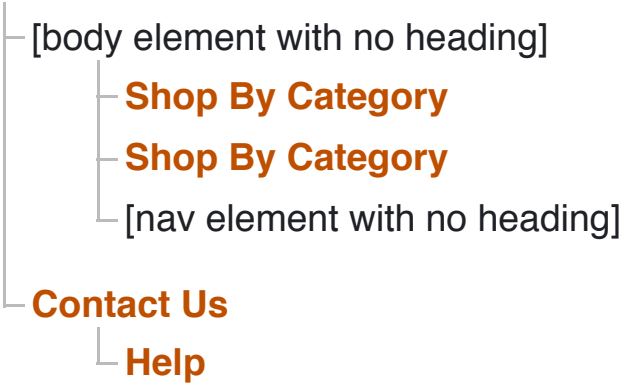 [body element with no heading]
Shop By Category
Shop By Category
[nav element with no heading]
Contact Us
Help